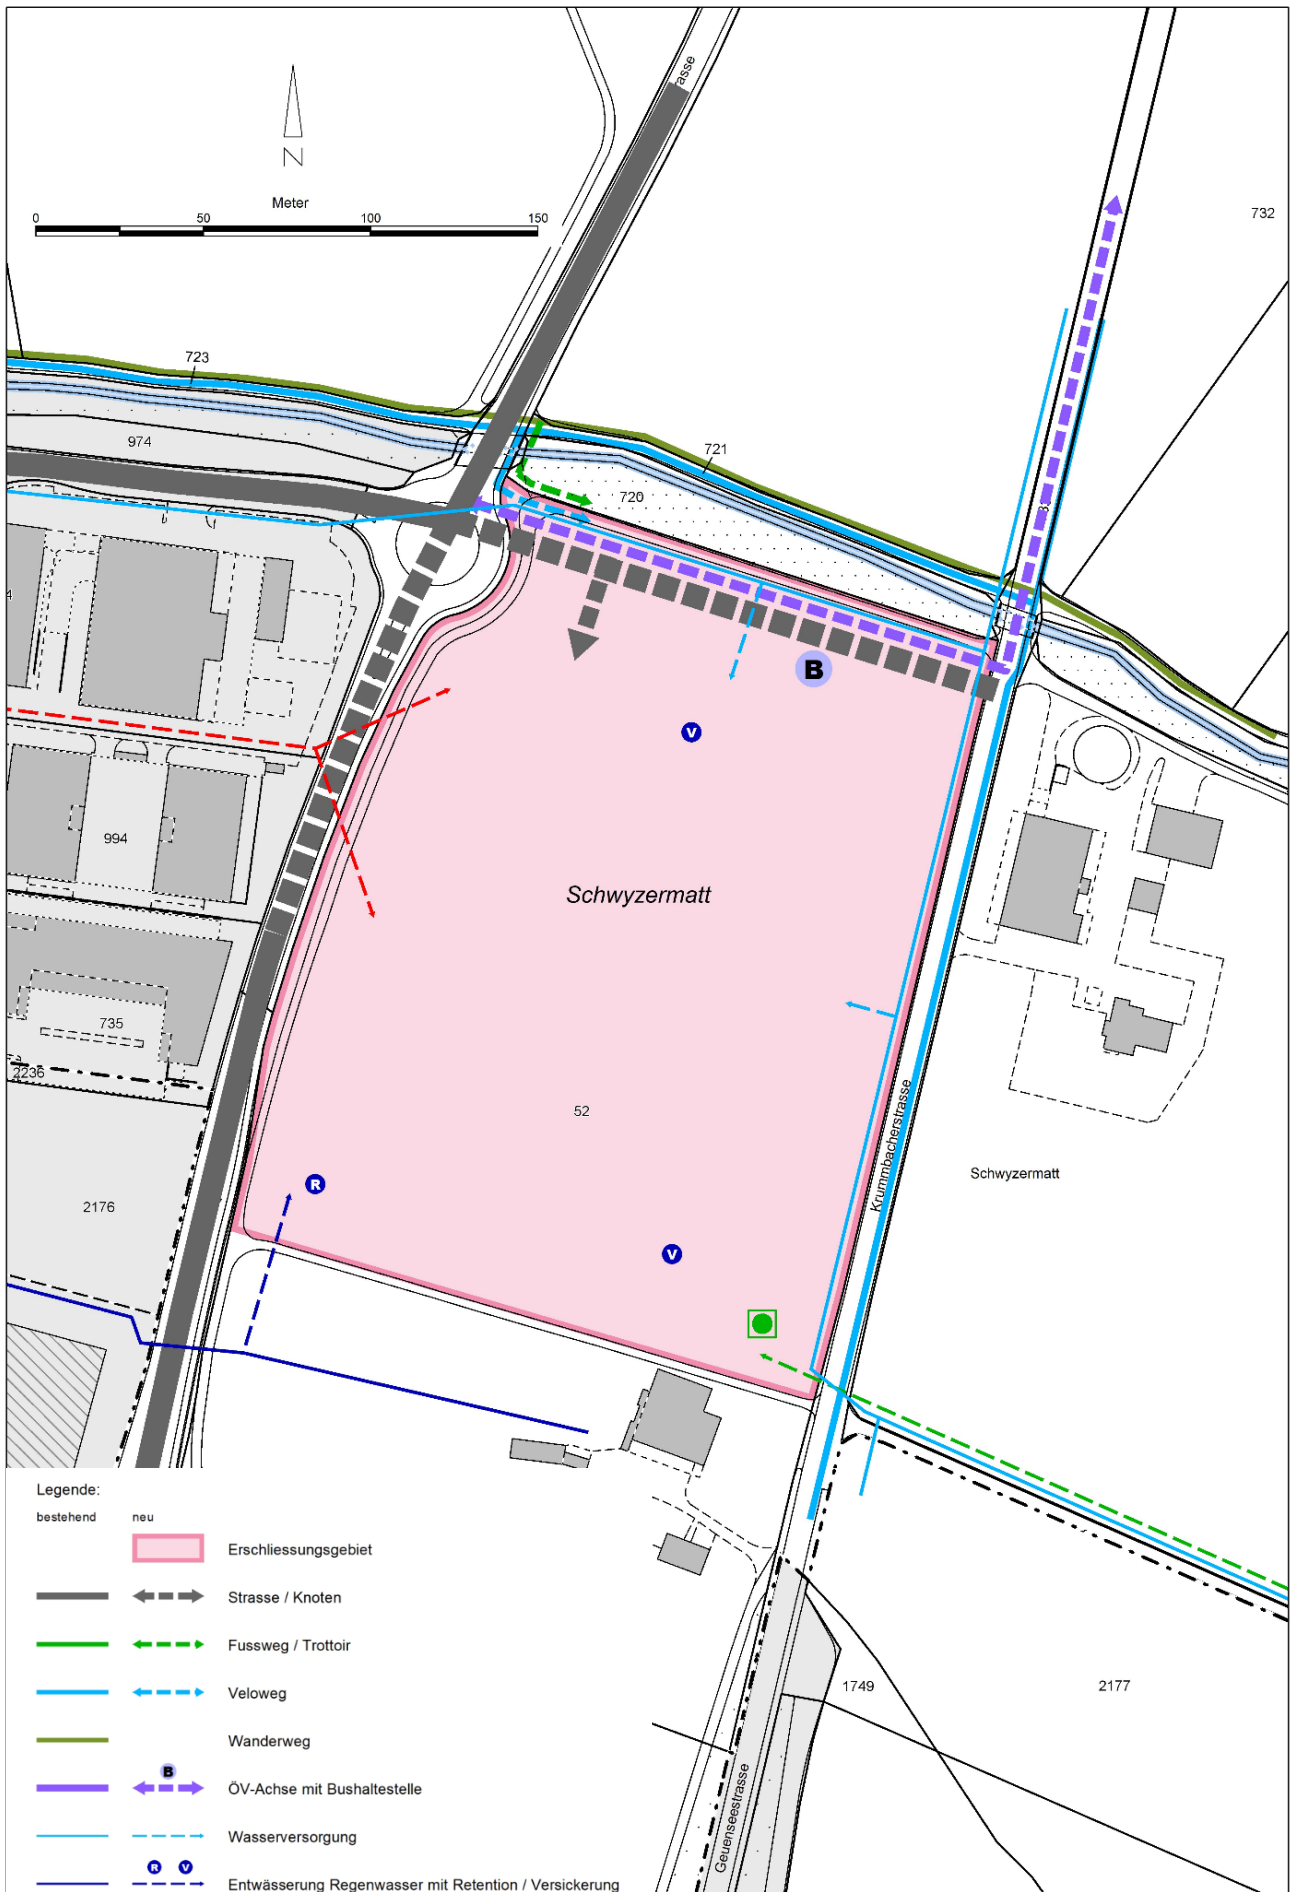 asse
N
Meter
0 50 100 150
732
723
974
721
720
B
V
994
Schwyzermatt
735
2236
52
Krummbacherstrasse
Schwyzermatt
R
2176
V
Legende:
bestehend neu
Erschliessungsgebiet
Strasse / Knoten
Fussweg / Trottoir
Veloweg
Wanderweg
B
ÖV-Achse mit Bushaltestelle
Wasserversorgung
R V
Entwässerung Regenwasser mit Retention / Versickerung
1749
2177
Geuenseestrasse